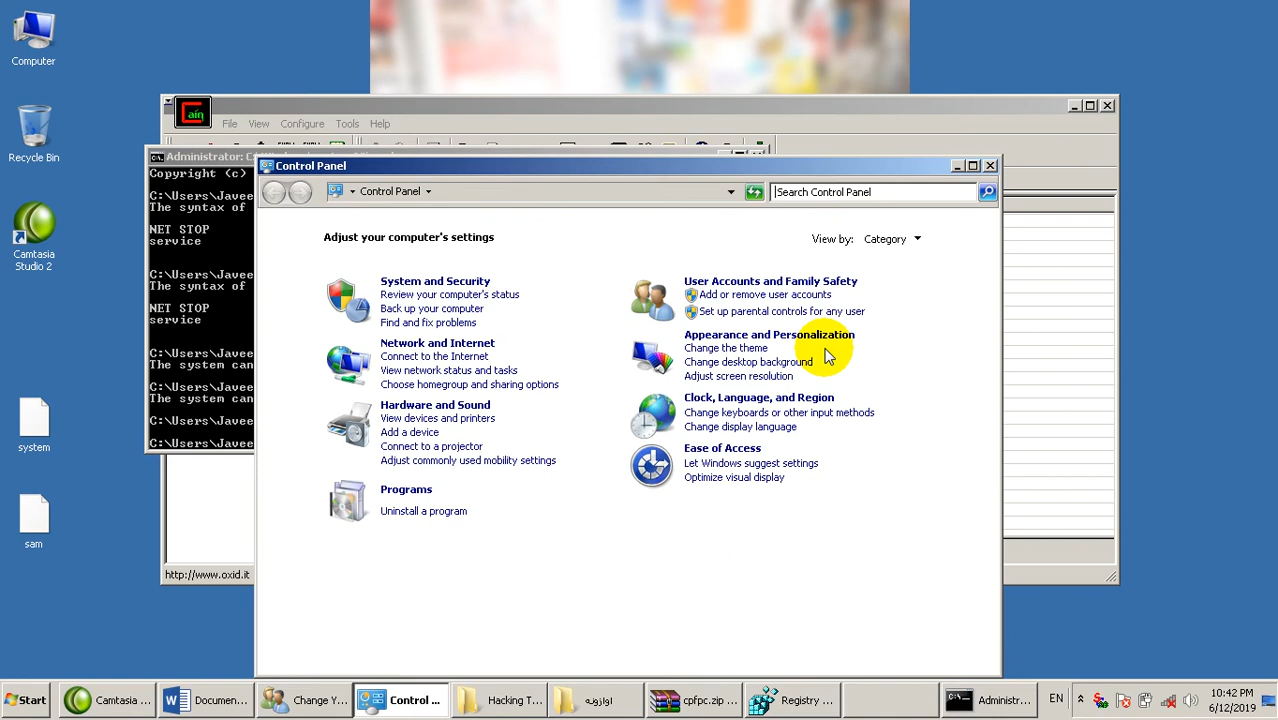 Computer
Recycle Bin
Camtasia
Studio 2
system
sam
Cain
File View Configure Tools Help
Administrator: C:\
Copyright (c)
C:\Users\Javee
The syntax of
NET STOP
service
C:\Users\Javee
The syntax of
NET STOP
service
C:\Users\Javee
The system can
C:\Users\Javee
The system can
C:\Users\Javee
C:\Users\Javee
http://www.oxid.it
Control Panel
Control Panel
Search Control Panel
Adjust your computer's settings
View by: Category
System and Security
Review your computer's status
Back up your computer
Find and fix problems
Network and Internet
Connect to the Internet
View network status and tasks
Choose homegroup and sharing options
Hardware and Sound
View devices and printers
Add a device
Connect to a projector
Adjust commonly used mobility settings
Programs
Uninstall a program
User Accounts and Family Safety
Add or remove user accounts
Set up parental controls for any user
Appearance and Personalization
Change the theme
Change desktop background
Adjust screen resolution
Clock, Language, and Region
Change keyboards or other input methods
Change display language
Ease of Access
Let Windows suggest settings
Optimize visual display
Start
Camtasia ...
Documen...
Change Y...
Control ...
Hacking T...
cpfpc.zip ...
Registry ...
Administr...
EN
10:42 PM
6/12/2019